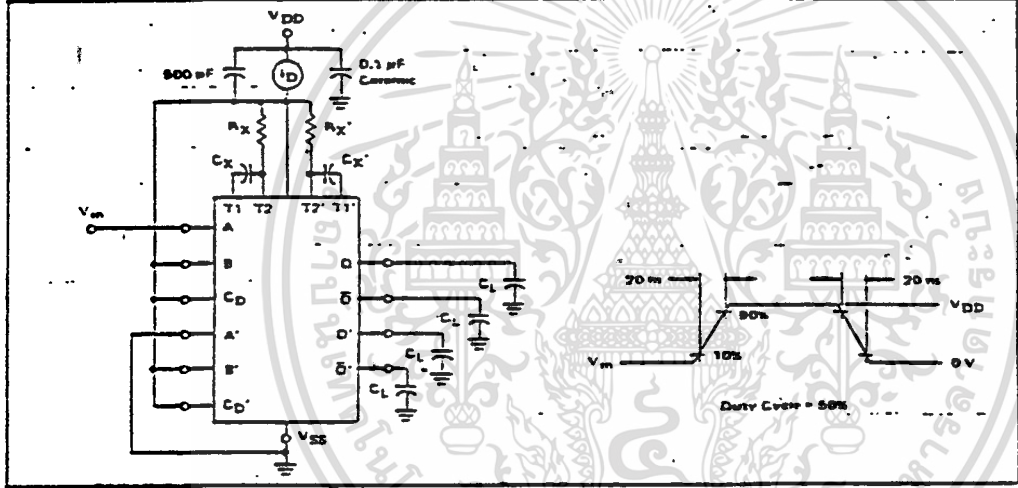 VDD
500 pF
iD
0.1 µF
Ceramic
RX
RX'
CX
CX'
T1
T2
T2'
T1'
Vin
A
B
CD
A'
B'
CD'
Q
Q̅
Q'
Q̅'
CL
CL
CL
CL
VSS
20 ns
20 ns
VDD
90%
10%
Vin
0 V
Duty Cycle = 50%